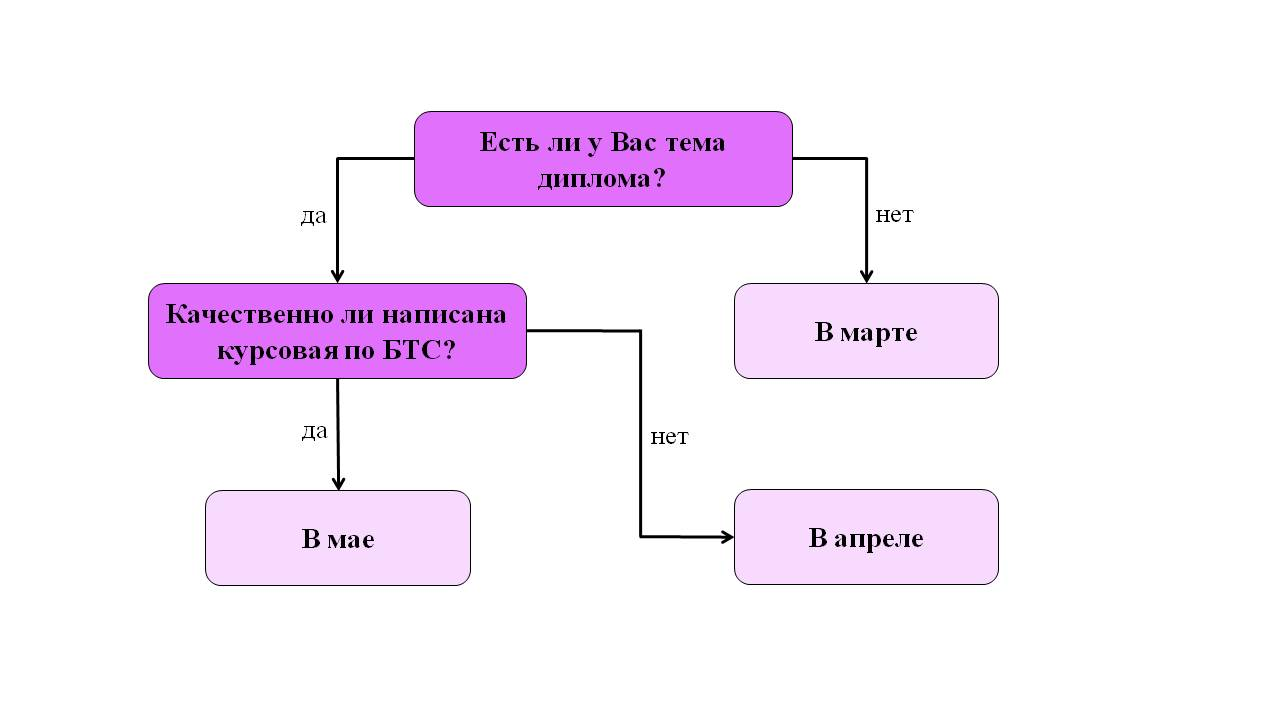 Есть ли у Вас тема
диплома?
да
нет
Качественно ли написана
курсовая по БТС?
В марте
да
нет
В мае
В апреле